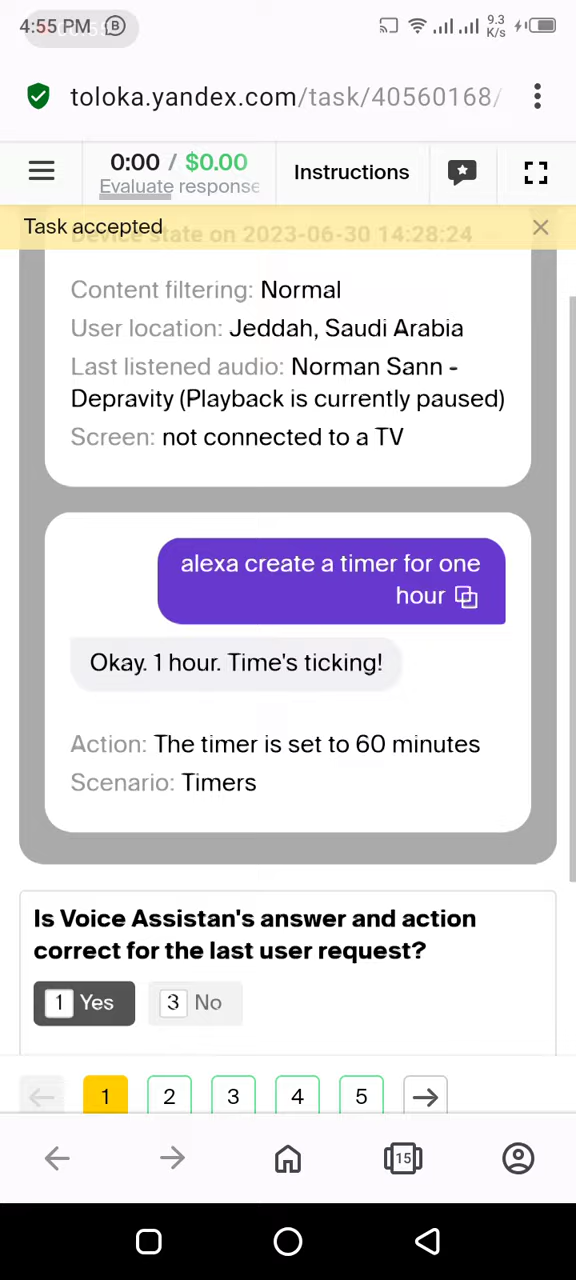 4:55 PM B 9.3 K/s
toloka.yandex.com/task/40560168/
0:00 / $0.00
Evaluate response
Instructions
Task accepted
Device state on 2023-06-30 14:28:24
Content filtering: Normal
User location: Jeddah, Saudi Arabia
Last listened audio: Norman Sann -
Depravity (Playback is currently paused)
Screen: not connected to a TV
alexa create a timer for one
hour
Okay. 1 hour. Time's ticking!
Action: The timer is set to 60 minutes
Scenario: Timers
Is Voice Assistan's answer and action
correct for the last user request?
1 Yes 3 No
1 2 3 4 5
15